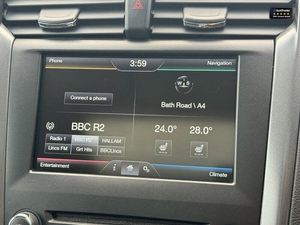 Phone
3:59
Navigation
Connect a phone
W S
Bath Road \ A4
BBC R2
24.0° 28.0°
Radio 1 BBC R2 HALLAM
Lincs FM Grt Hits BBCLincs
Entertainment
i
Climate